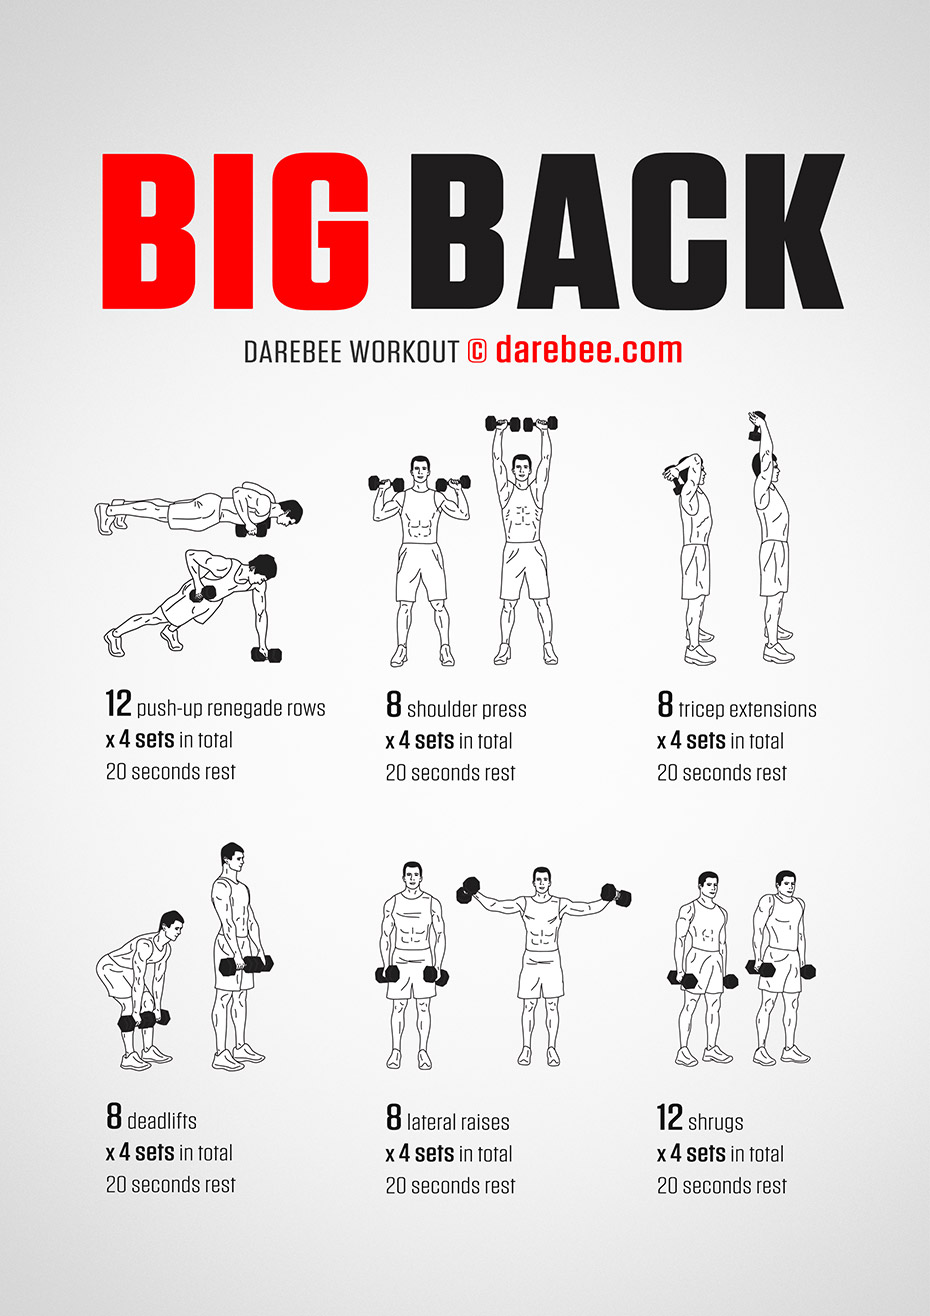 BIG BACK
DAREBEE WORKOUT © darebee.com
12 push-up renegade rows
x 4 sets in total
20 seconds rest
8 shoulder press
x 4 sets in total
20 seconds rest
8 tricep extensions
x 4 sets in total
20 seconds rest
8 deadlifts
x 4 sets in total
20 seconds rest
8 lateral raises
x 4 sets in total
20 seconds rest
12 shrugs
x 4 sets in total
20 seconds rest